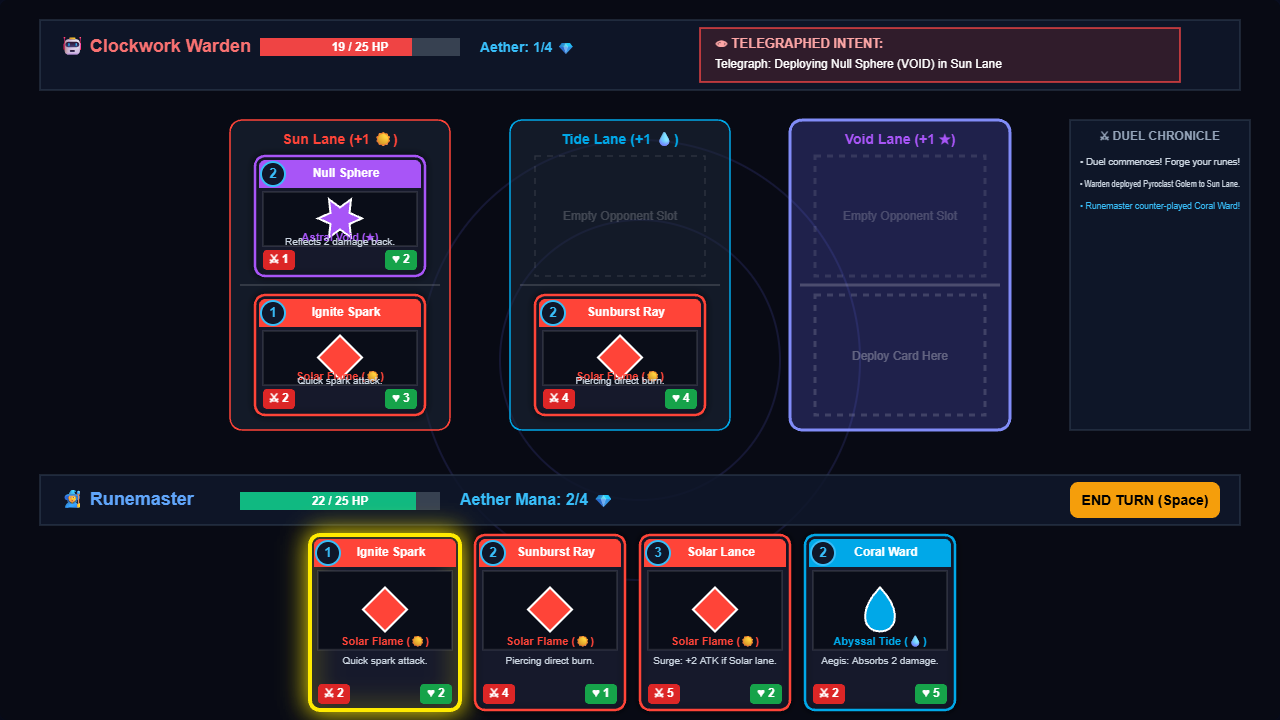 Clockwork Warden
19 / 25 HP
Aether: 1/4
TELEGRAPHED INTENT:
Telegraph: Deploying Null Sphere (VOID) in Sun Lane
Sun Lane (+1 ☀)
Tide Lane (+1 💧)
Void Lane (+1 ★)
⚔ DUEL CHRONICLE
• Duel commences! Forge your runes!
• Warden deployed Pyroclast Golem to Sun Lane.
• Runemaster counter-played Coral Ward!
2 Null Sphere
Astral Void (★)
Reflects 2 damage back.
⚔ 1
♥ 2
Empty Opponent Slot
Empty Opponent Slot
1 Ignite Spark
Solar Flame (☀)
Quick spark attack.
⚔ 2
♥ 3
2 Sunburst Ray
Solar Flame (☀)
Piercing direct burn.
⚔ 4
♥ 4
Deploy Card Here
Runemaster
22 / 25 HP
Aether Mana: 2/4
END TURN (Space)
1 Ignite Spark
Solar Flame (☀)
Quick spark attack.
⚔ 2
♥ 2
2 Sunburst Ray
Solar Flame (☀)
Piercing direct burn.
⚔ 4
♥ 1
3 Solar Lance
Solar Flame (☀)
Surge: +2 ATK if Solar lane.
⚔ 5
♥ 2
2 Coral Ward
Abyssal Tide (💧)
Aegis: Absorbs 2 damage.
⚔ 2
♥ 5